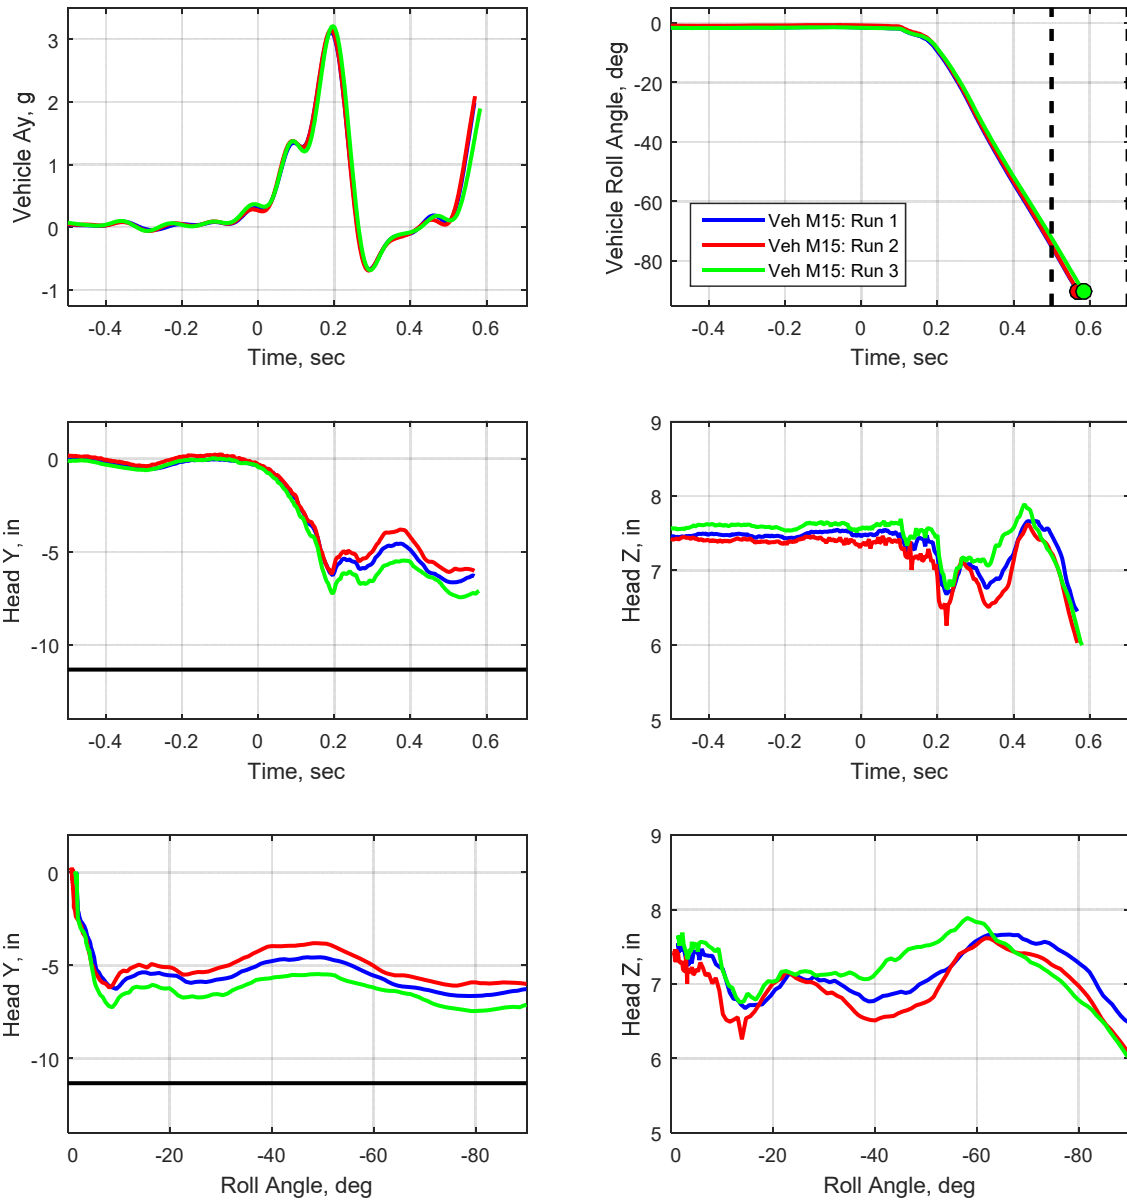 3
2
1
0
-1
Vehicle Ay, g
-0.4 -0.2 0 0.2 0.4 0.6
Time, sec
0
-20
-40
-60
-80
Vehicle Roll Angle, deg
Veh M15: Run 1
Veh M15: Run 2
Veh M15: Run 3
-0.4 -0.2 0 0.2 0.4 0.6
Time, sec
0
-5
-10
Head Y, in
-0.4 -0.2 0 0.2 0.4 0.6
Time, sec
9
8
7
6
5
Head Z, in
-0.4 -0.2 0 0.2 0.4 0.6
Time, sec
0
-5
-10
Head Y, in
0 -20 -40 -60 -80
Roll Angle, deg
9
8
7
6
5
Head Z, in
0 -20 -40 -60 -80
Roll Angle, deg